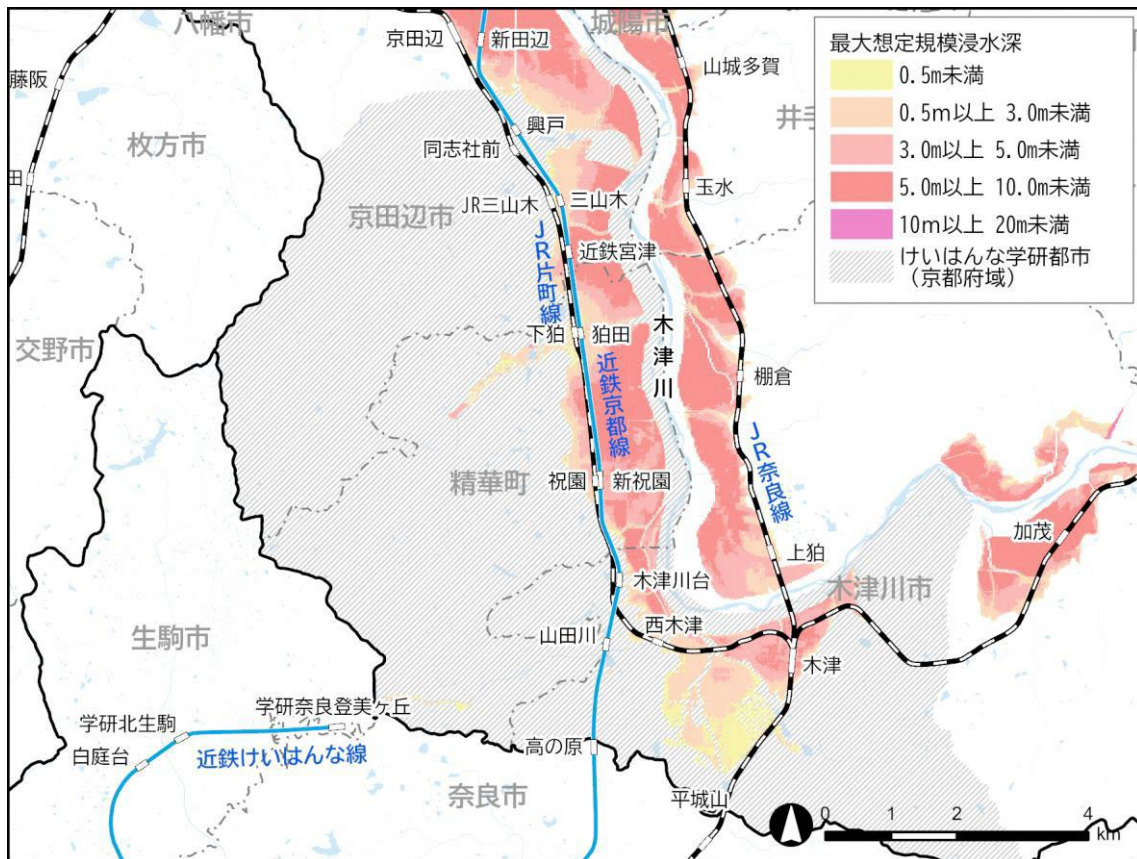 八幡市
城陽市
京田辺
新田辺
藤阪
山城多賀
枚方市
興戸
同志社前
井手
田
京田辺市
JR三山木
三山木
玉水
近鉄宮津
JR片町線
木津川
下狛
狛田
交野市
近鉄京都線
棚倉
JR奈良線
精華町
祝園
新祝園
加茂
上狛
木津川台
木津川市
生駒市
山田川
西木津
木津
学研奈良登美ヶ丘
学研北生駒
白庭台
近鉄けいはんな線
高の原
奈良市
平城山
最大想定規模浸水深
0.5m未満
0.5m以上 3.0m未満
3.0m以上 5.0m未満
5.0m以上 10.0m未満
10m以上 20m未満
けいはんな学研都市
(京都府域)
0 1 2 4
km